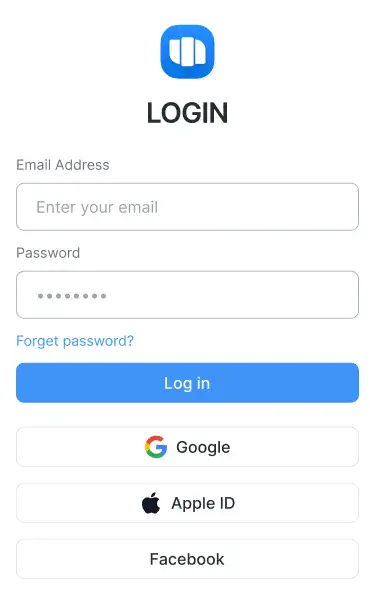 LOGIN
Email Address
Enter your email
Password
••••••••
Forget password?
Log in
Google
Apple ID
Facebook